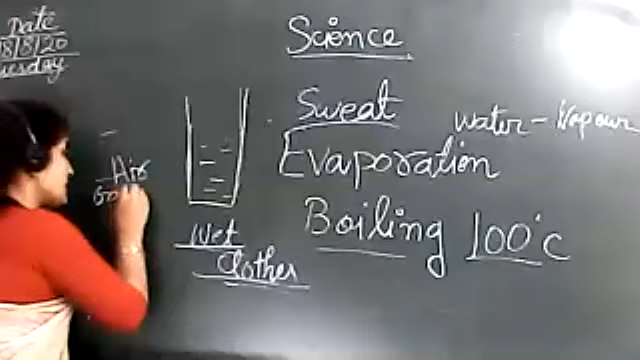 Date
8/8/20
uesday
Science
Sweat
water - Vapour
Evaporation
Air
Boiling 100°c
Wet
Clothes